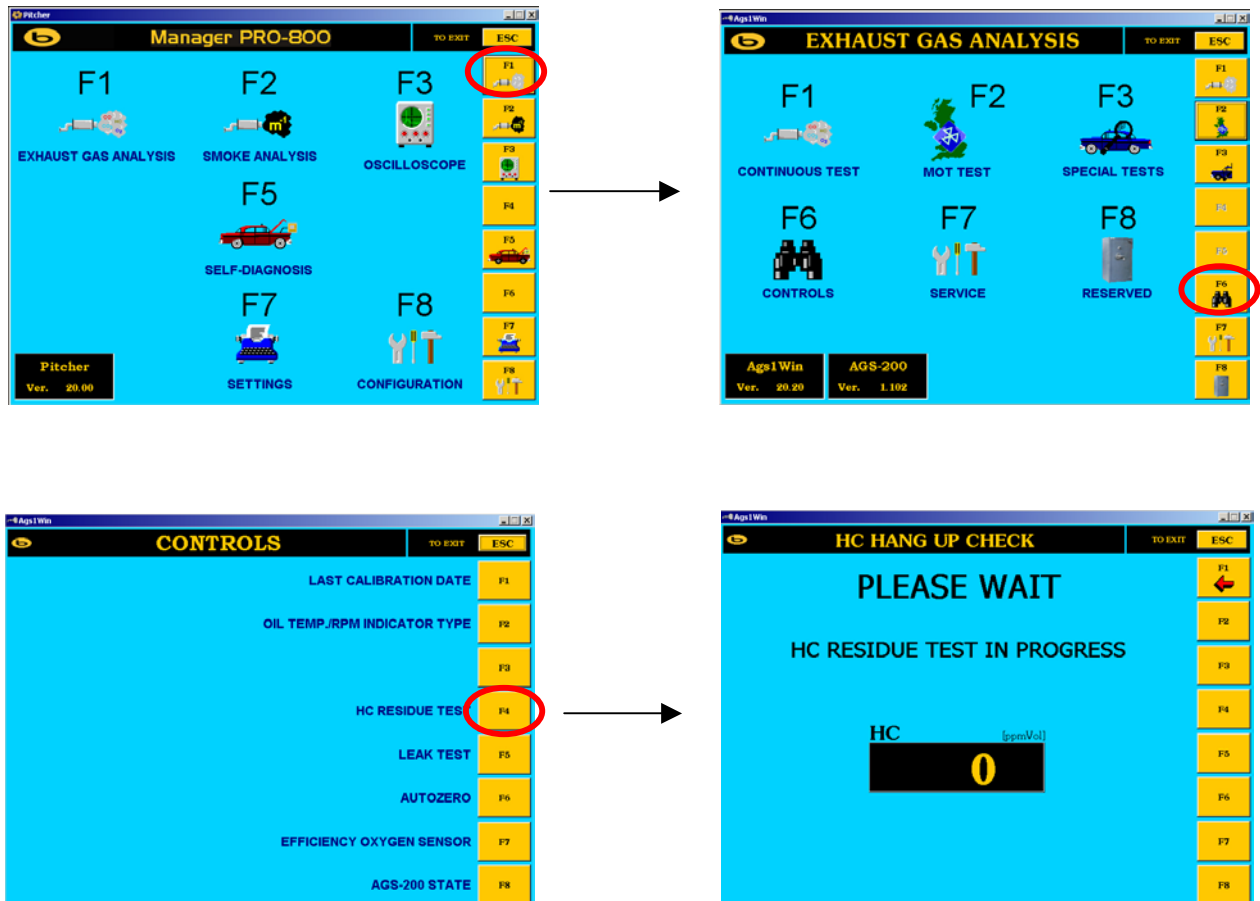 Pitcher
Manager PRO-800
TO EXIT
ESC
F1
F2
F3
F1
EXHAUST GAS ANALYSIS
SMOKE ANALYSIS
OSCILLOSCOPE
F2
F3
F5
F4
SELF-DIAGNOSIS
F5
F7
F8
F6
SETTINGS
CONFIGURATION
F7
F8
Pitcher
Ver. 20.00
Ags1Win
EXHAUST GAS ANALYSIS
TO EXIT
ESC
F1
F2
F3
F1
CONTINUOUS TEST
MOT TEST
SPECIAL TESTS
F2
F3
F6
F7
F8
F4
F5
CONTROLS
SERVICE
RESERVED
F6
F7
F8
Ags1Win
Ver. 20.20
AGS-200
Ver. 1.102
Ags1Win
CONTROLS
TO EXIT
ESC
LAST CALIBRATION DATE F1
OIL TEMP./RPM INDICATOR TYPE F2
F3
HC RESIDUE TEST F4
LEAK TEST F5
AUTOZERO F6
EFFICIENCY OXYGEN SENSOR F7
AGS-200 STATE F8
Ags1Win
HC HANG UP CHECK
TO EXIT
ESC
PLEASE WAIT
HC RESIDUE TEST IN PROGRESS
HC [ppmVol]
0
F1
F2
F3
F4
F5
F6
F7
F8